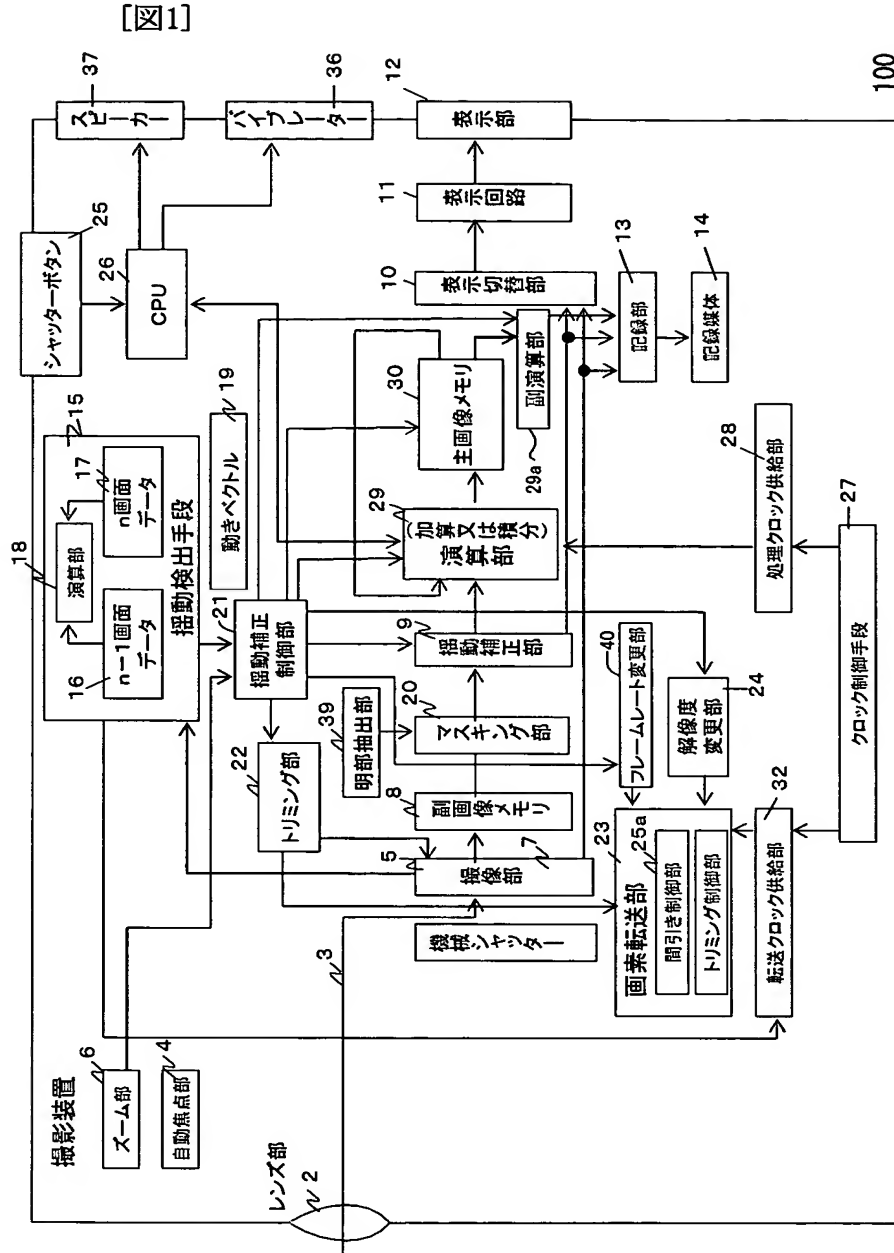 [図1]
撮影装置
ズーム部
6
自動焦点部
4
レンズ部
2
3
揺動検出手段
15
n-1画面
データ
16
n画面
データ
17
演算部
18
動きベクトル
19
シャッターボタン
25
CPU
26
スピーカー
37
バイブレーター
36
表示部
12
表示回路
11
表示切替部
10
揺動補正
制御部
21
トリミング部
22
明部抽出部
39
機械シャッター
撮像部
5
7
副画像メモリ
8
マスキング部
20
揺動補正部
9
(加算又は積分)
演算部
29
主画像メモリ
30
副演算部
29a
記録部
13
記録媒体
14
画素転送部
23
間引き制御部
25a
トリミング制御部
フレームレート変更部
40
解像度
変更部
24
転送クロック供給部
32
処理クロック供給部
28
クロック制御手段
27
100